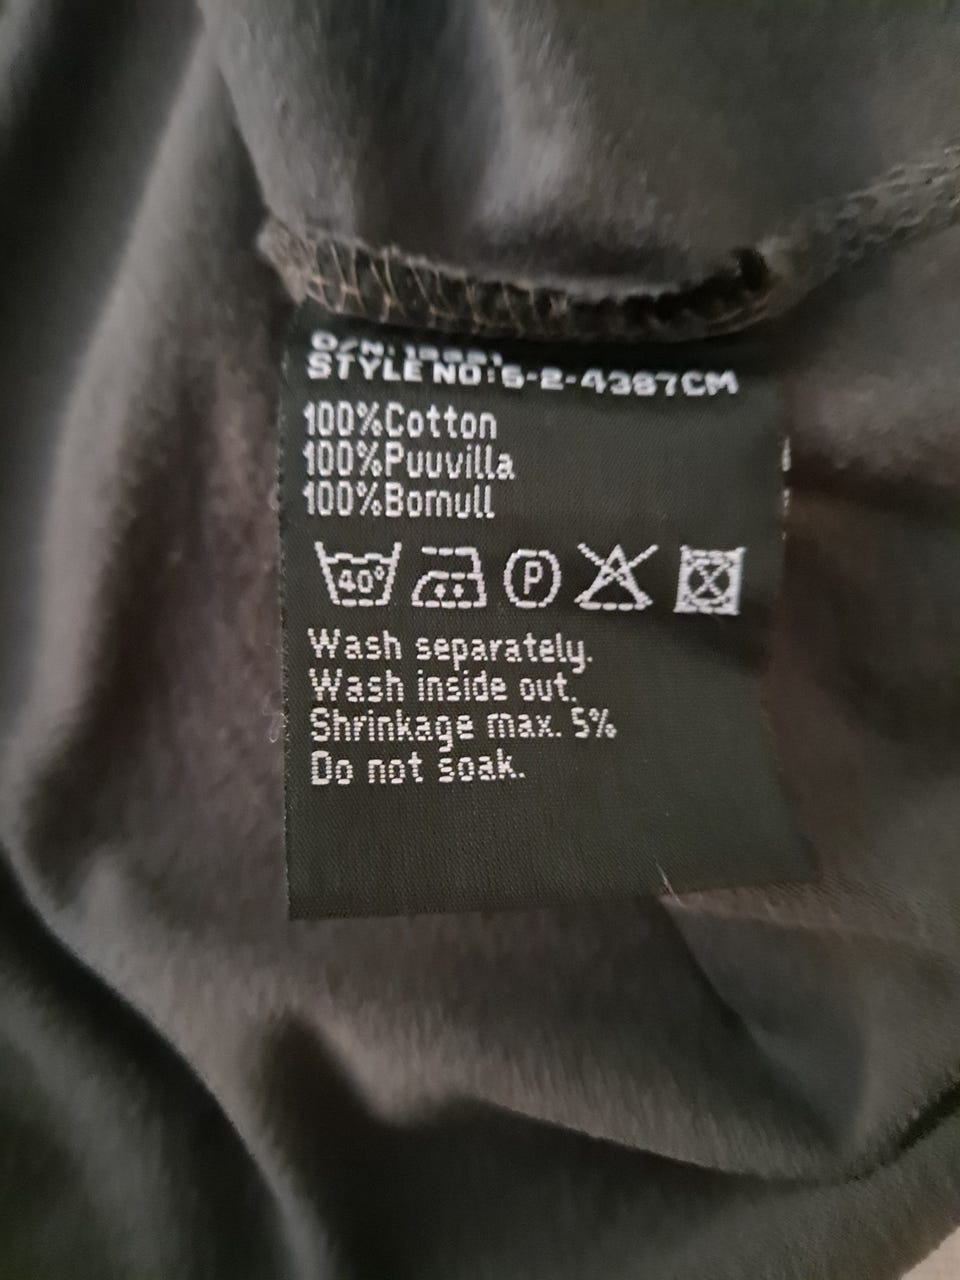 STYLE NO: 5-2-4387CM
100%Cotton
100%Puuvilla
100%Bomull
40°
P
Wash separately.
Wash inside out.
Shrinkage max. 5%
Do not soak.